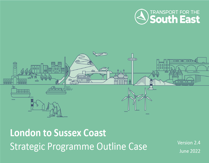 TRANSPORT FOR THE
South East
London to Sussex Coast
Strategic Programme Outline Case
Version 2.4
June 2022